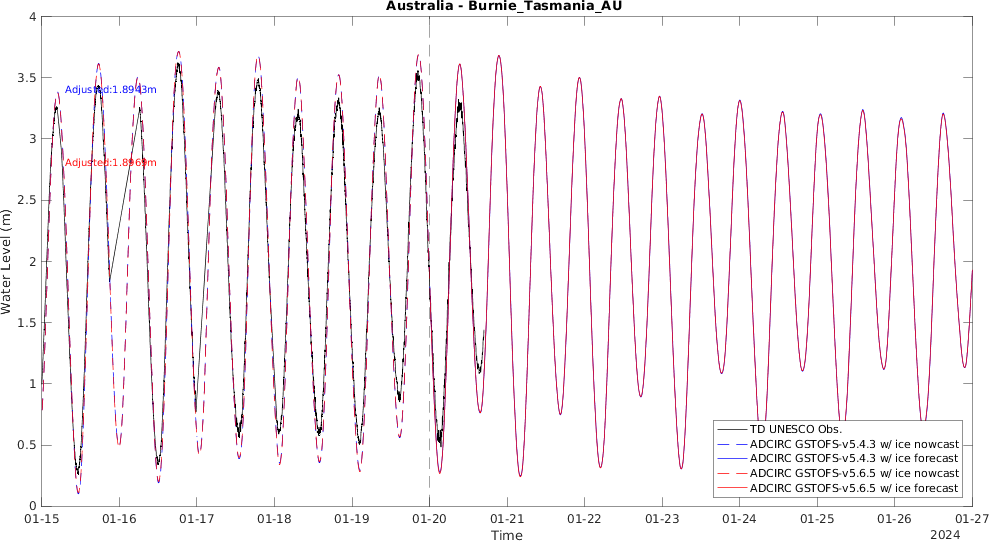 Australia - Burnie_Tasmania_AU
Water Level (m)
4
3.5
3
2.5
2
1.5
1
0.5
0
Adjusted:1.8943m
Adjusted:1.8969m
TD UNESCO Obs.
ADCIRC GSTOFS-v5.4.3 w/ ice nowcast
ADCIRC GSTOFS-v5.4.3 w/ ice forecast
ADCIRC GSTOFS-v5.6.5 w/ ice nowcast
ADCIRC GSTOFS-v5.6.5 w/ ice forecast
01-15 01-16 01-17 01-18 01-19 01-20 01-21 01-22 01-23 01-24 01-25 01-26 01-27
Time
2024